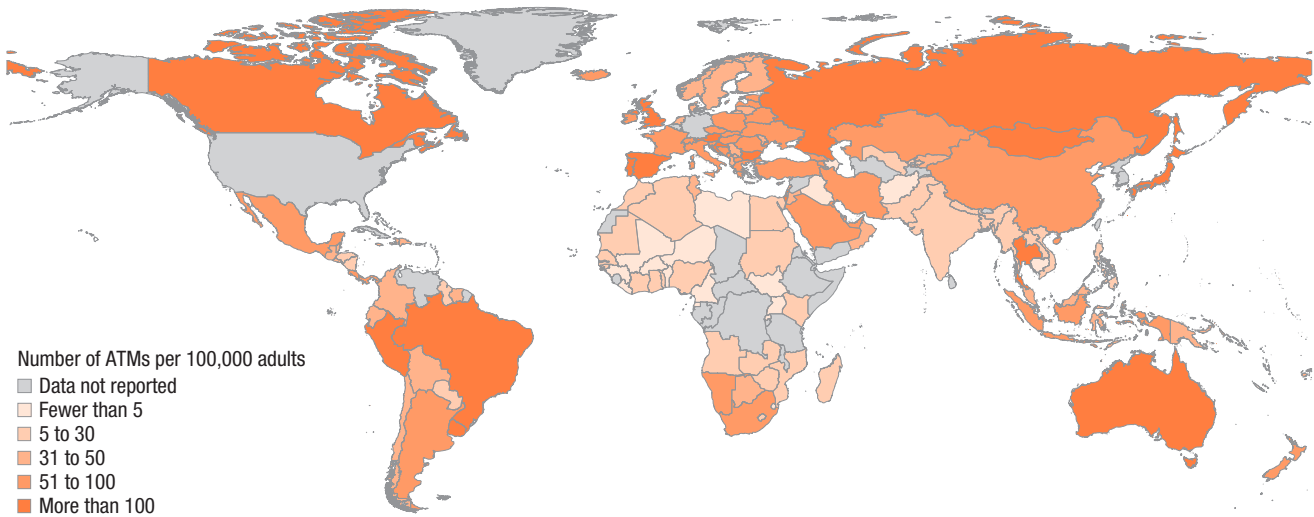 Number of ATMs per 100,000 adults
Data not reported
Fewer than 5
5 to 30
31 to 50
51 to 100
More than 100